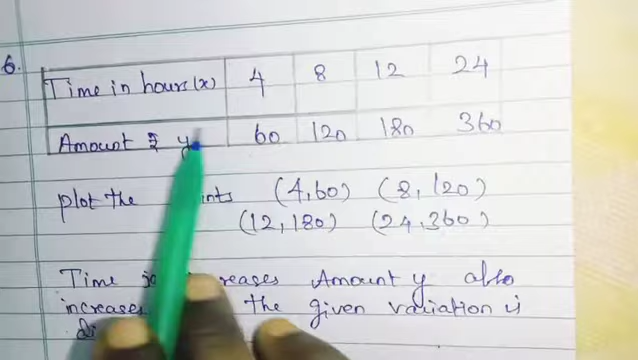 6.
Time in hours (x) 4 8 12 24
Amount ₹ y 60 120 180 360
plot the (4,60) (8,120)
(12,180) (24,360)
Time Amount y also
increases the given variation is